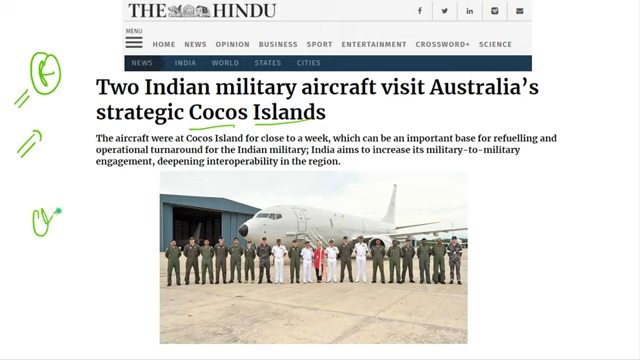 THE HINDU
MENU
HOME NEWS OPINION BUSINESS SPORT ENTERTAINMENT CROSSWORD+ SCIENCE
NEWS INDIA WORLD STATES CITIES
Two Indian military aircraft visit Australia’s
strategic Cocos Islands
The aircraft were at Cocos Island for close to a week, which can be an important base for refuelling and
operational turnaround for the Indian military; India aims to increase its military-to-military
engagement, deepening interoperability in the region.